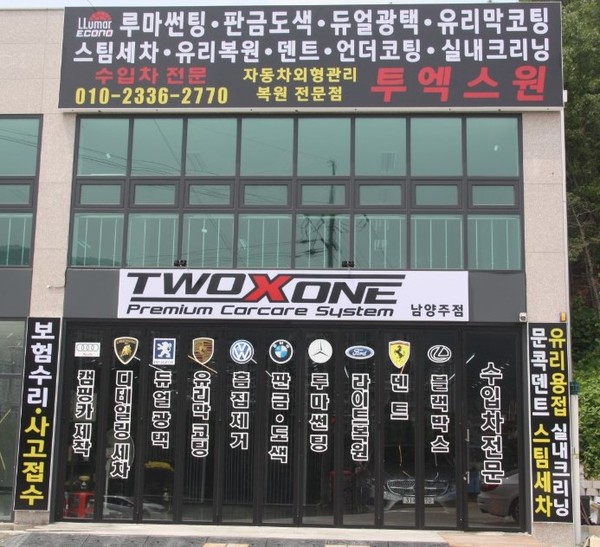 LLumar
ECONO
루마썬팅·판금도색·듀얼광택·유리막코팅
스팀세차·유리복원·덴트·언더코팅·실내크리닝
수입차 전문
010-2336-2770
자동차외형관리
복원 전문점
투엑스원
TWOXONE
Premium Carcare System
남양주점
보험수리·사고접수
캠핑카 제작
디테일링 세차
듀얼광택
유리막 코팅
흠집제거
판금·도색
루마썬팅
Ford
라이트복원
덴트
블랙박스
수입차전문
문콕덴트 스팀세차
유리용접 실내크리닝